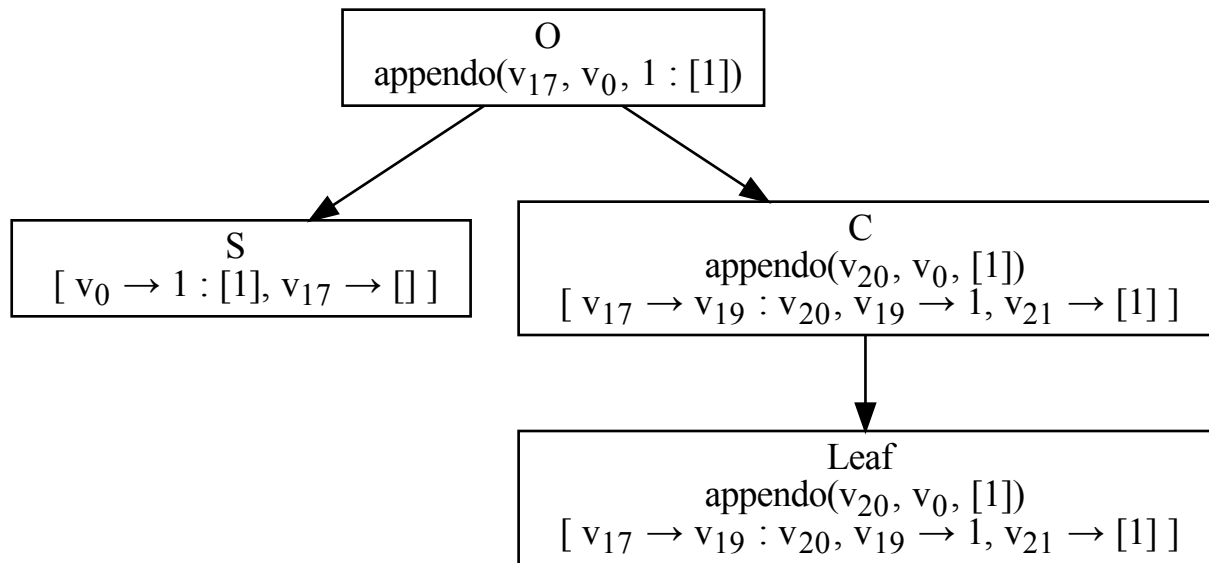 O
appendo(v₁₇, v₀, 1 : [1])
S
[ v₀ → 1 : [1], v₁₇ → [] ]
C
appendo(v₂₀, v₀, [1])
[ v₁₇ → v₁₉ : v₂₀, v₁₉ → 1, v₂₁ → [1] ]
Leaf
appendo(v₂₀, v₀, [1])
[ v₁₇ → v₁₉ : v₂₀, v₁₉ → 1, v₂₁ → [1] ]